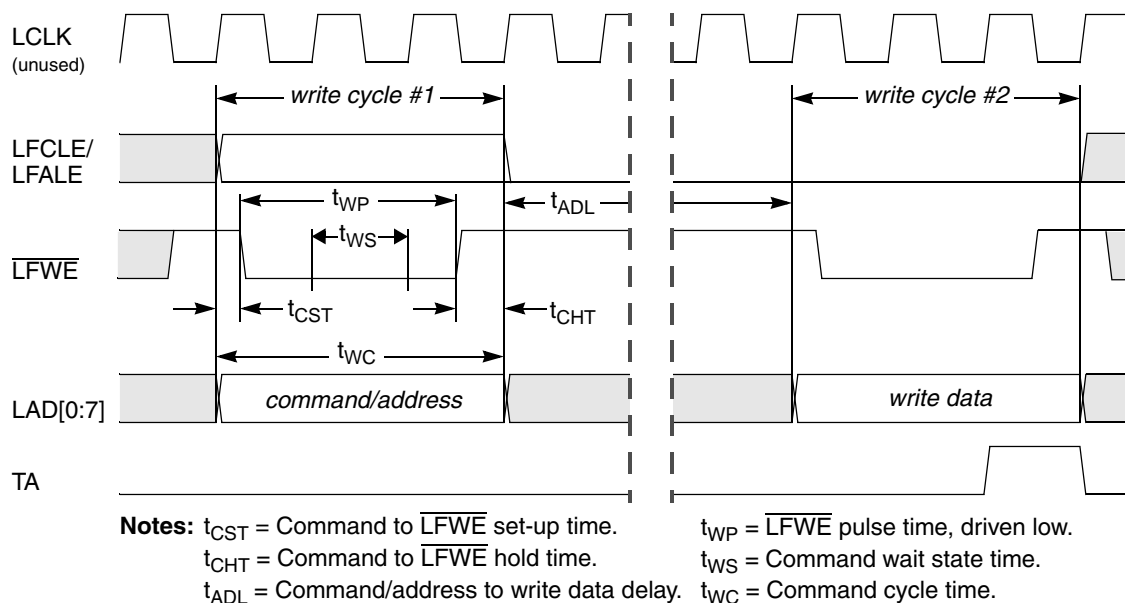 LCLK
(unused)
write cycle #1
write cycle #2
LFCLE/
LFALE
tWP
tADL
tWS
LFWE
tCST
tCHT
tWC
LAD[0:7]
command/address
write data
TA
Notes: tCST = Command to LFWE set-up time.
tWP = LFWE pulse time, driven low.
tCHT = Command to LFWE hold time.
tWS = Command wait state time.
tADL = Command/address to write data delay.
tWC = Command cycle time.